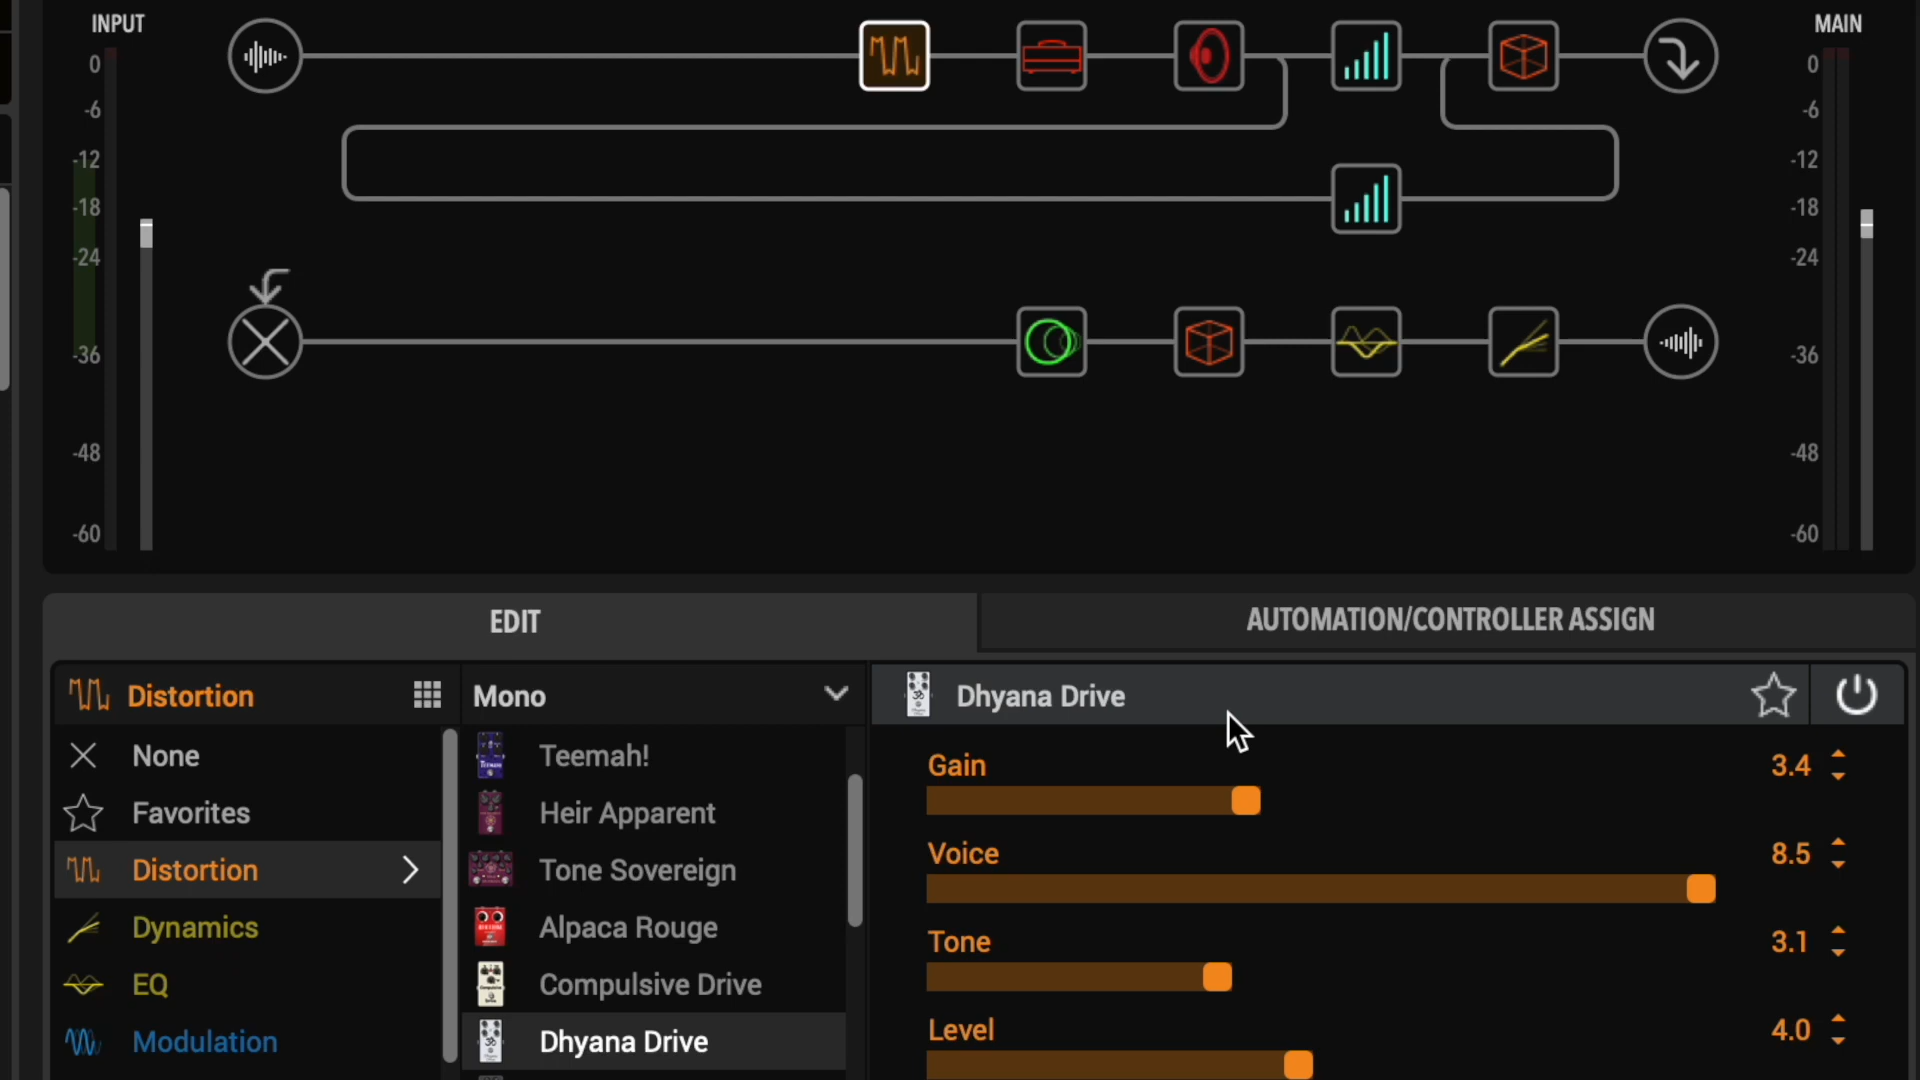 INPUT
MAIN
0
-6
-12
-18
-24
-36
-48
-60
0
-6
-12
-18
-24
-36
-48
-60
EDIT
AUTOMATION/CONTROLLER ASSIGN
Distortion
Mono
Dhyana Drive
None
Favorites
Distortion
Dynamics
EQ
Modulation
Teemah!
Heir Apparent
Tone Sovereign
Alpaca Rouge
Compulsive Drive
Dhyana Drive
Gain 3.4
Voice 8.5
Tone 3.1
Level 4.0